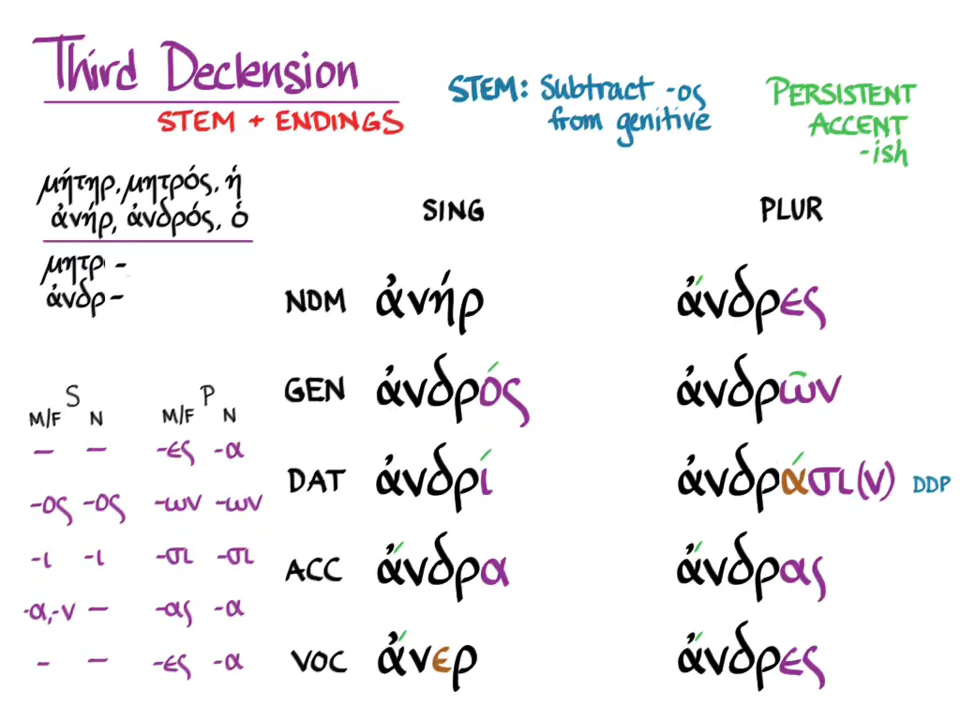 Third Declension
STEM + ENDINGS
STEM: Subtract -ος
from genitive
PERSISTENT
ACCENT
-ish
μήτηρ, μητρός, ἡ
ἀνήρ, ἀνδρός, ὁ
μητρ -
ἀνδρ -
S P
M/F N M/F N
– – -ες -α
-ος -ος -ων -ων
-ι -ι -σι -σι
-α,-ν – -ας -α
- – -ες -α
SING PLUR
NOM ἀνήρ ἄνδρες
GEN ἀνδρός ἀνδρῶν
DAT ἀνδρί ἀνδράσι(ν) DDP
ACC ἄνδρα ἄνδρας
VOC ἄνερ ἄνδρες